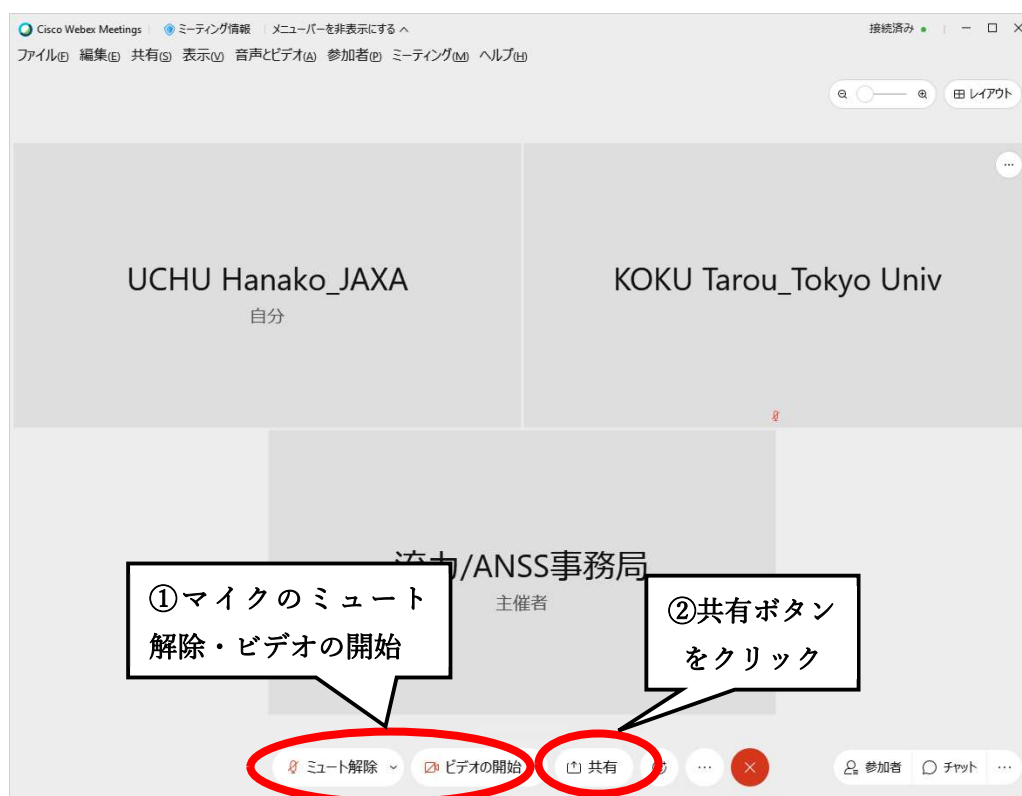 Cisco Webex Meetings ミーティング情報 メニューバーを非表示にする 接続済み
ファイル(F) 編集(E) 共有(S) 表示(V) 音声とビデオ(A) 参加者(P) ミーティング(M) ヘルプ(H)
レイアウト
UCHU Hanako_JAXA
自分
KOKU Tarou_Tokyo Univ
/ANSS事務局
主催者
①マイクのミュート
解除・ビデオの開始
②共有ボタン
をクリック
ミュート解除 ビデオの開始 共有 参加者 チャット